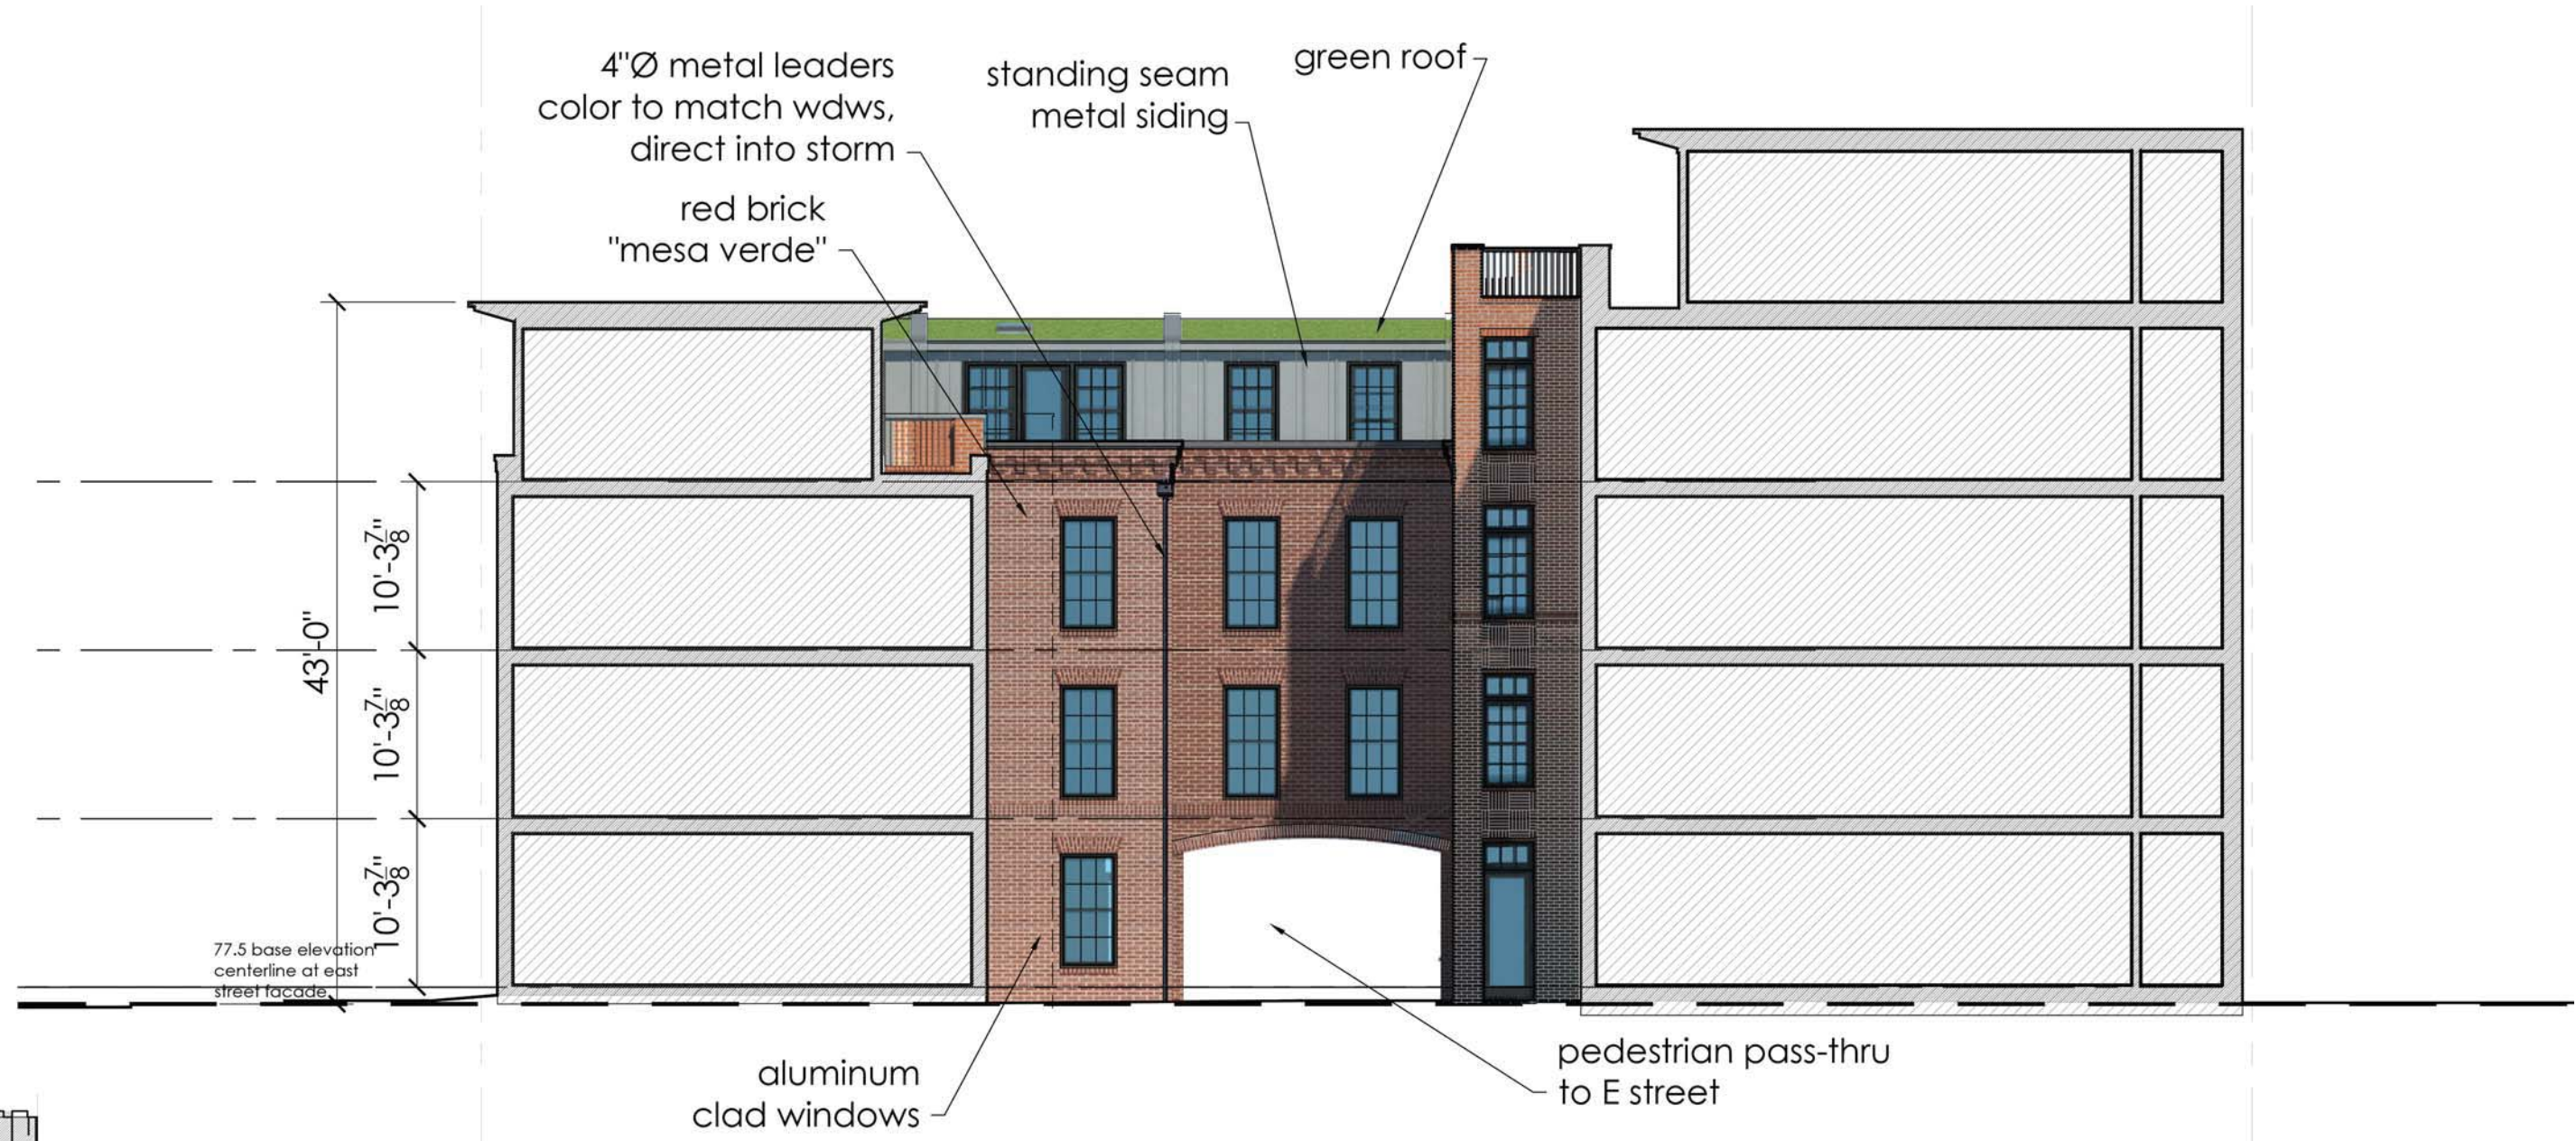 4"Ø metal leaders
color to match wdws,
direct into storm
standing seam
metal siding
green roof
red brick
"mesa verde"
10'-3⅞"
43'-0"
10'-3⅞"
10'-3⅞"
77.5 base elevation
centerline at east
street facade
aluminum
clad windows
pedestrian pass-thru
to E street